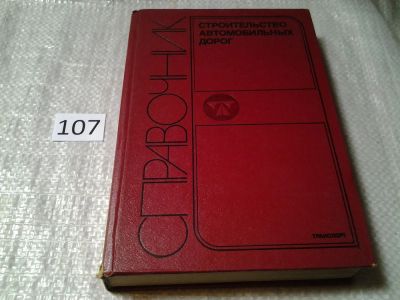 107
СПРАВОЧНИК
СТРОИТЕЛЬСТВО
АВТОМОБИЛЬНЫХ
ДОРОГ
ТРАНСПОРТ